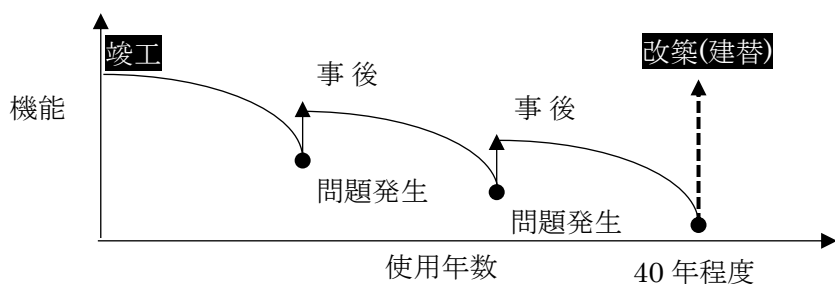 竣工
改築(建替)
事 後
事 後
機能
問題発生
問題発生
使用年数
40 年程度